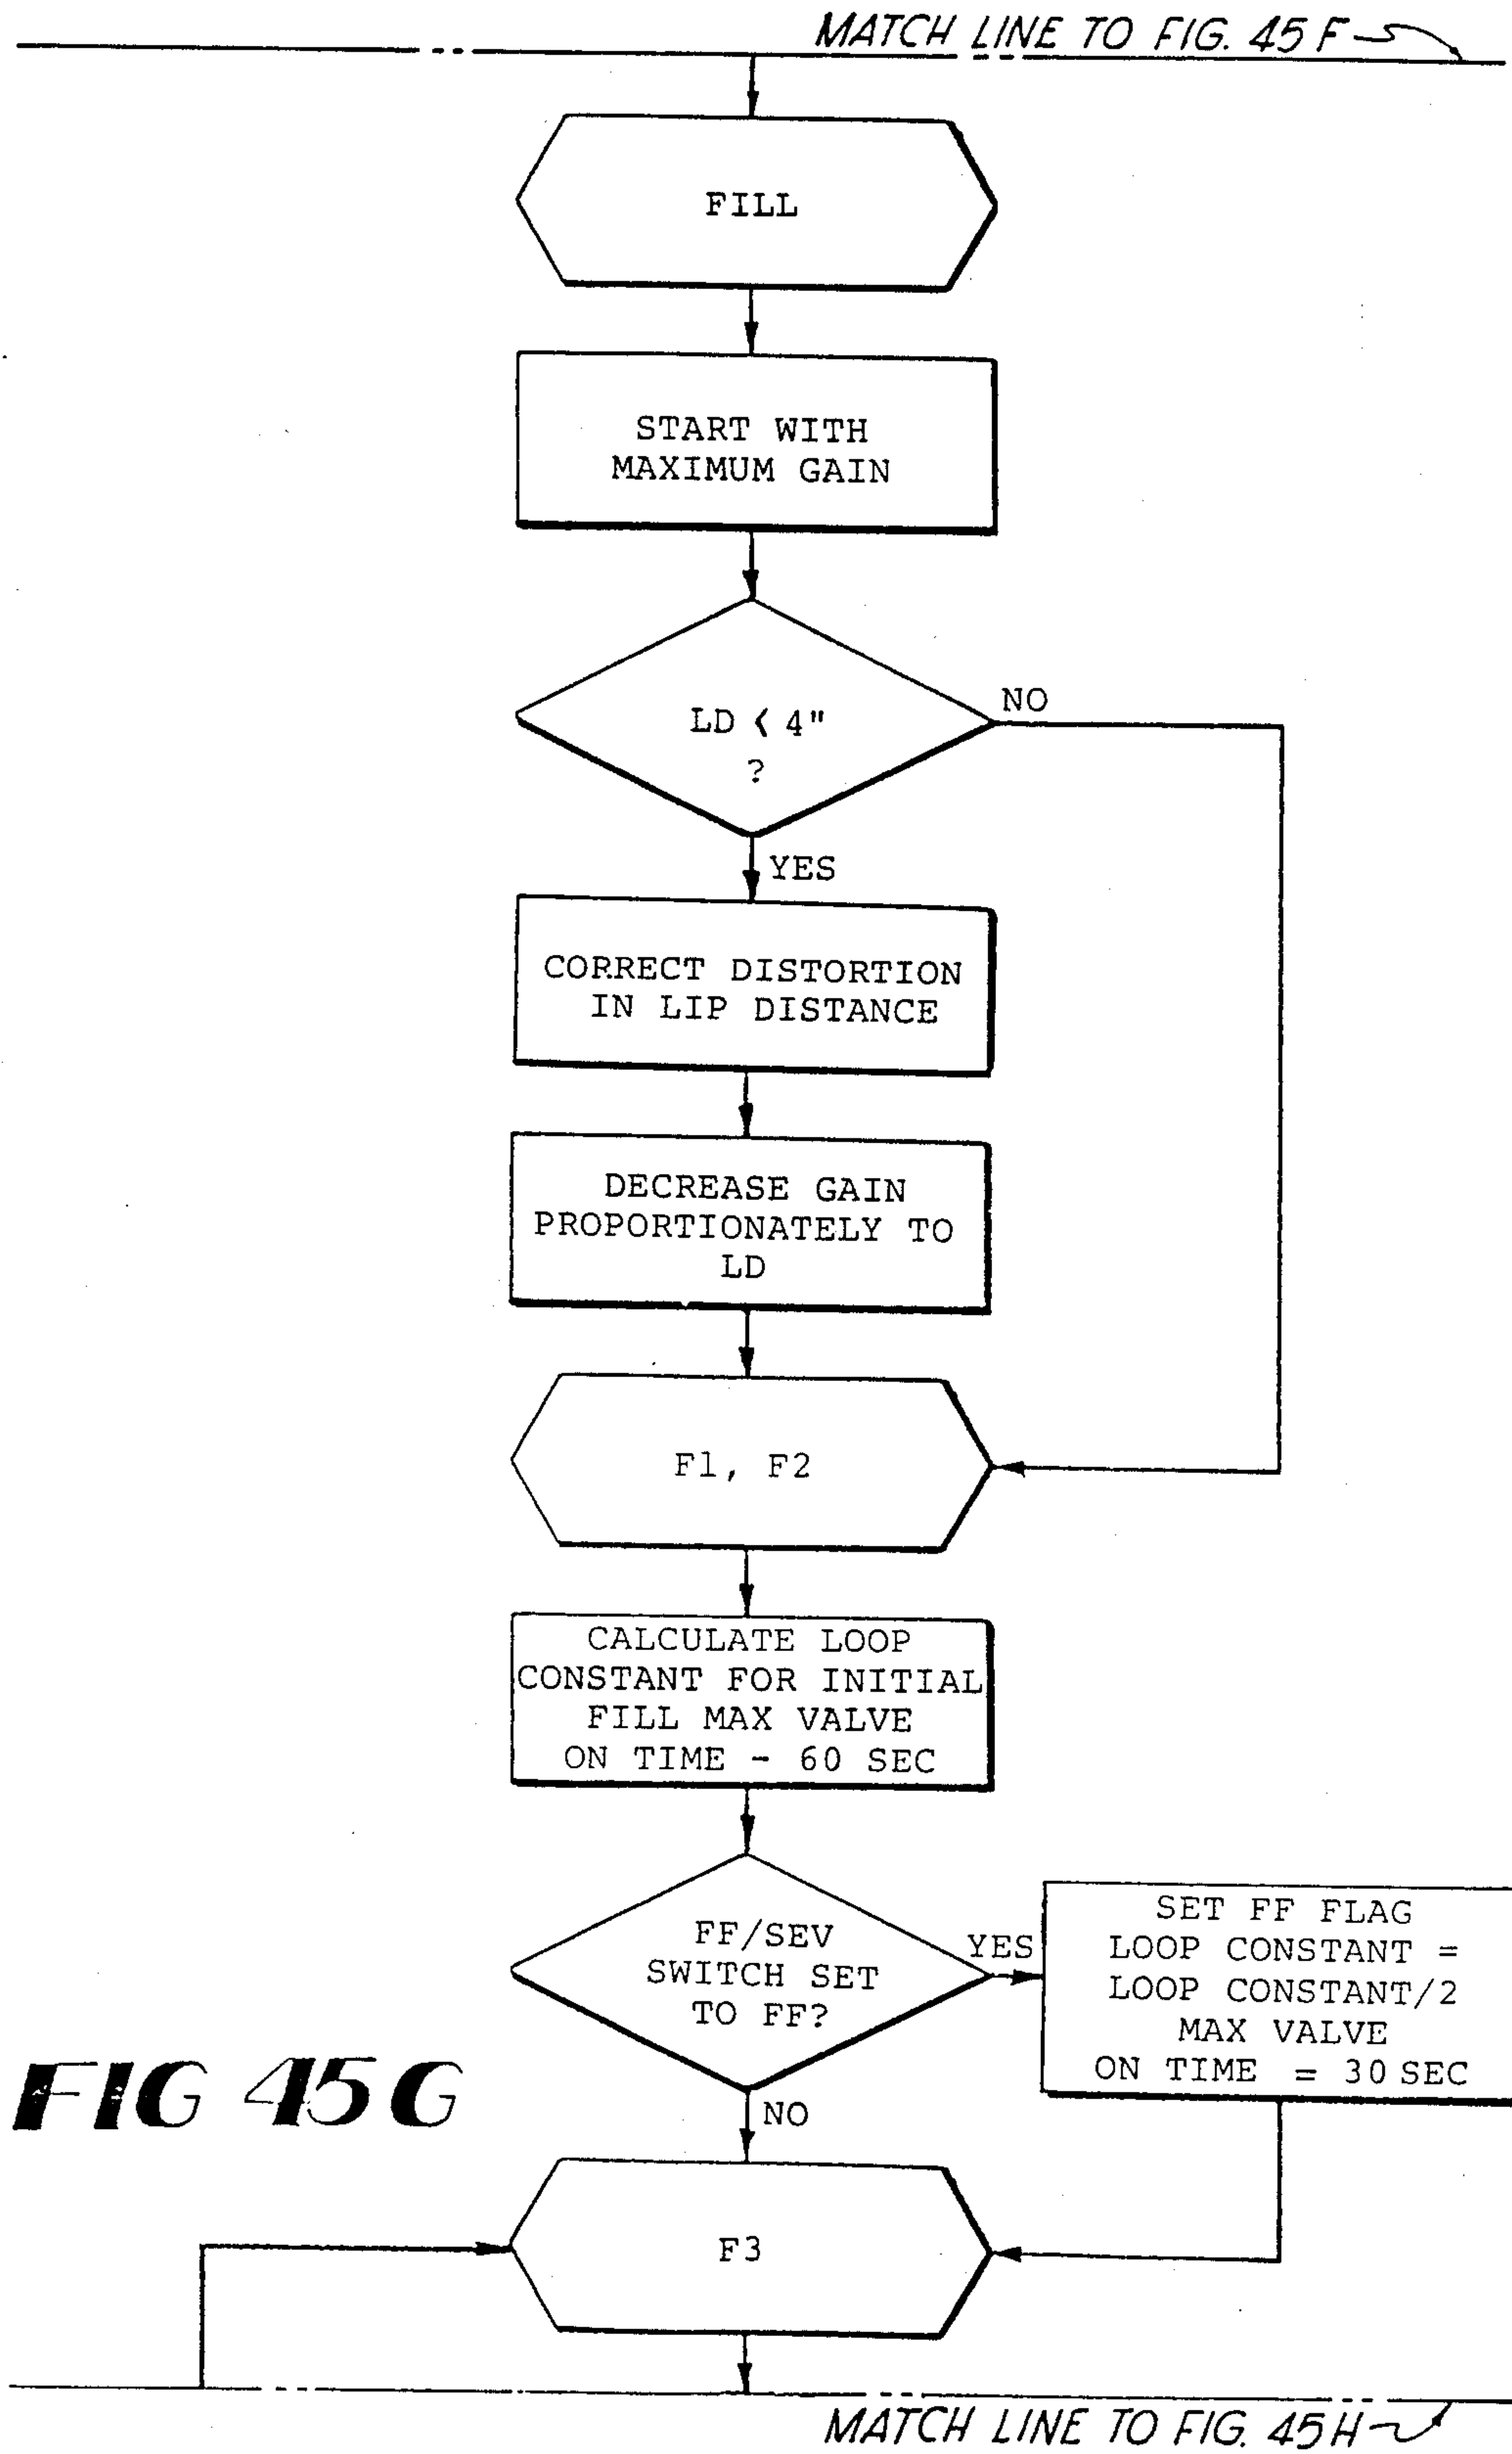 MATCH LINE TO FIG. 45 F
FILL
START WITH
MAXIMUM GAIN
LD < 4"
?
NO
YES
CORRECT DISTORTION
IN LIP DISTANCE
DECREASE GAIN
PROPORTIONATELY TO
LD
F1, F2
CALCULATE LOOP
CONSTANT FOR INITIAL
FILL MAX VALVE
ON TIME - 60 SEC
FF/SEV
SWITCH SET
TO FF?
YES
SET FF FLAG
LOOP CONSTANT =
LOOP CONSTANT/2
MAX VALVE
ON TIME = 30 SEC
NO
FIG 45G
F3
MATCH LINE TO FIG. 45 H